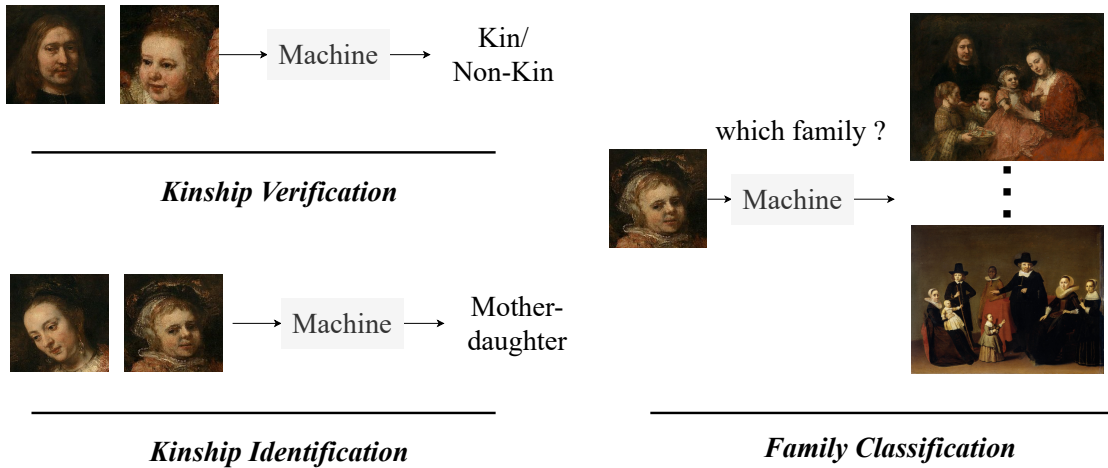 Machine
Kin/
Non-Kin
Kinship Verification
Machine
Mother-
daughter
Kinship Identification
which family ?
Machine
Family Classification